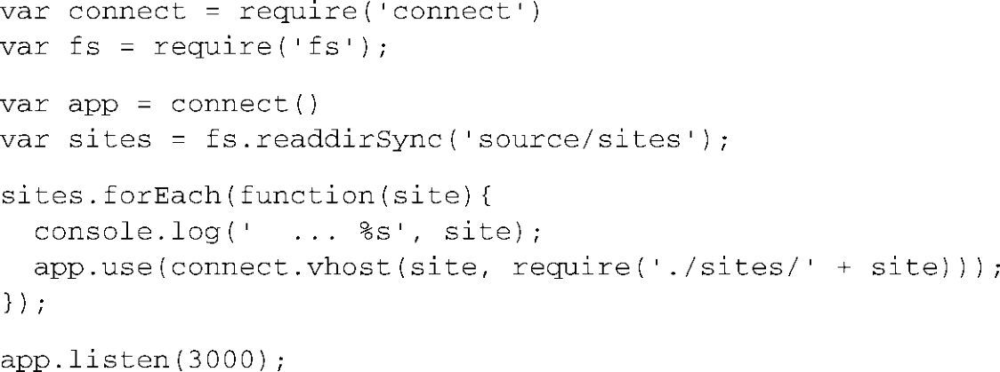 var connect = require('connect')
var fs = require('fs');
var app = connect()
var sites = fs.readdirSync('source/sites');
sites.forEach(function(site){
  console.log('  ... %s', site);
  app.use(connect.vhost(site, require('./sites/' + site)));
});
app.listen(3000);